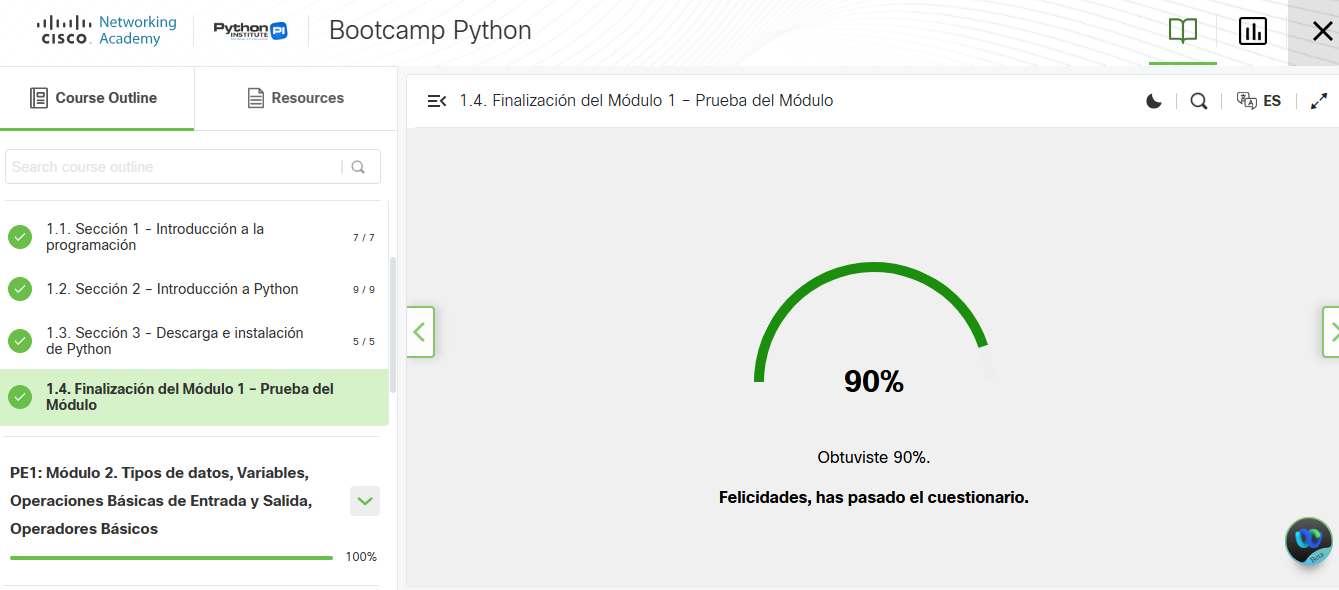 CISCO Networking Academy
Python INSTITUTE PI
Bootcamp Python
Course Outline
Resources
Search course outline
1.1. Sección 1 – Introducción a la
programación
7 / 7
1.2. Sección 2 – Introducción a Python
9 / 9
1.3. Sección 3 – Descarga e instalación
de Python
5 / 5
1.4. Finalización del Módulo 1 – Prueba del
Módulo
PE1: Módulo 2. Tipos de datos, Variables,
Operaciones Básicas de Entrada y Salida,
Operadores Básicos
100%
1.4. Finalización del Módulo 1 – Prueba del Módulo
ES
90%
Obtuviste 90%.
Felicidades, has pasado el cuestionario.
Beta